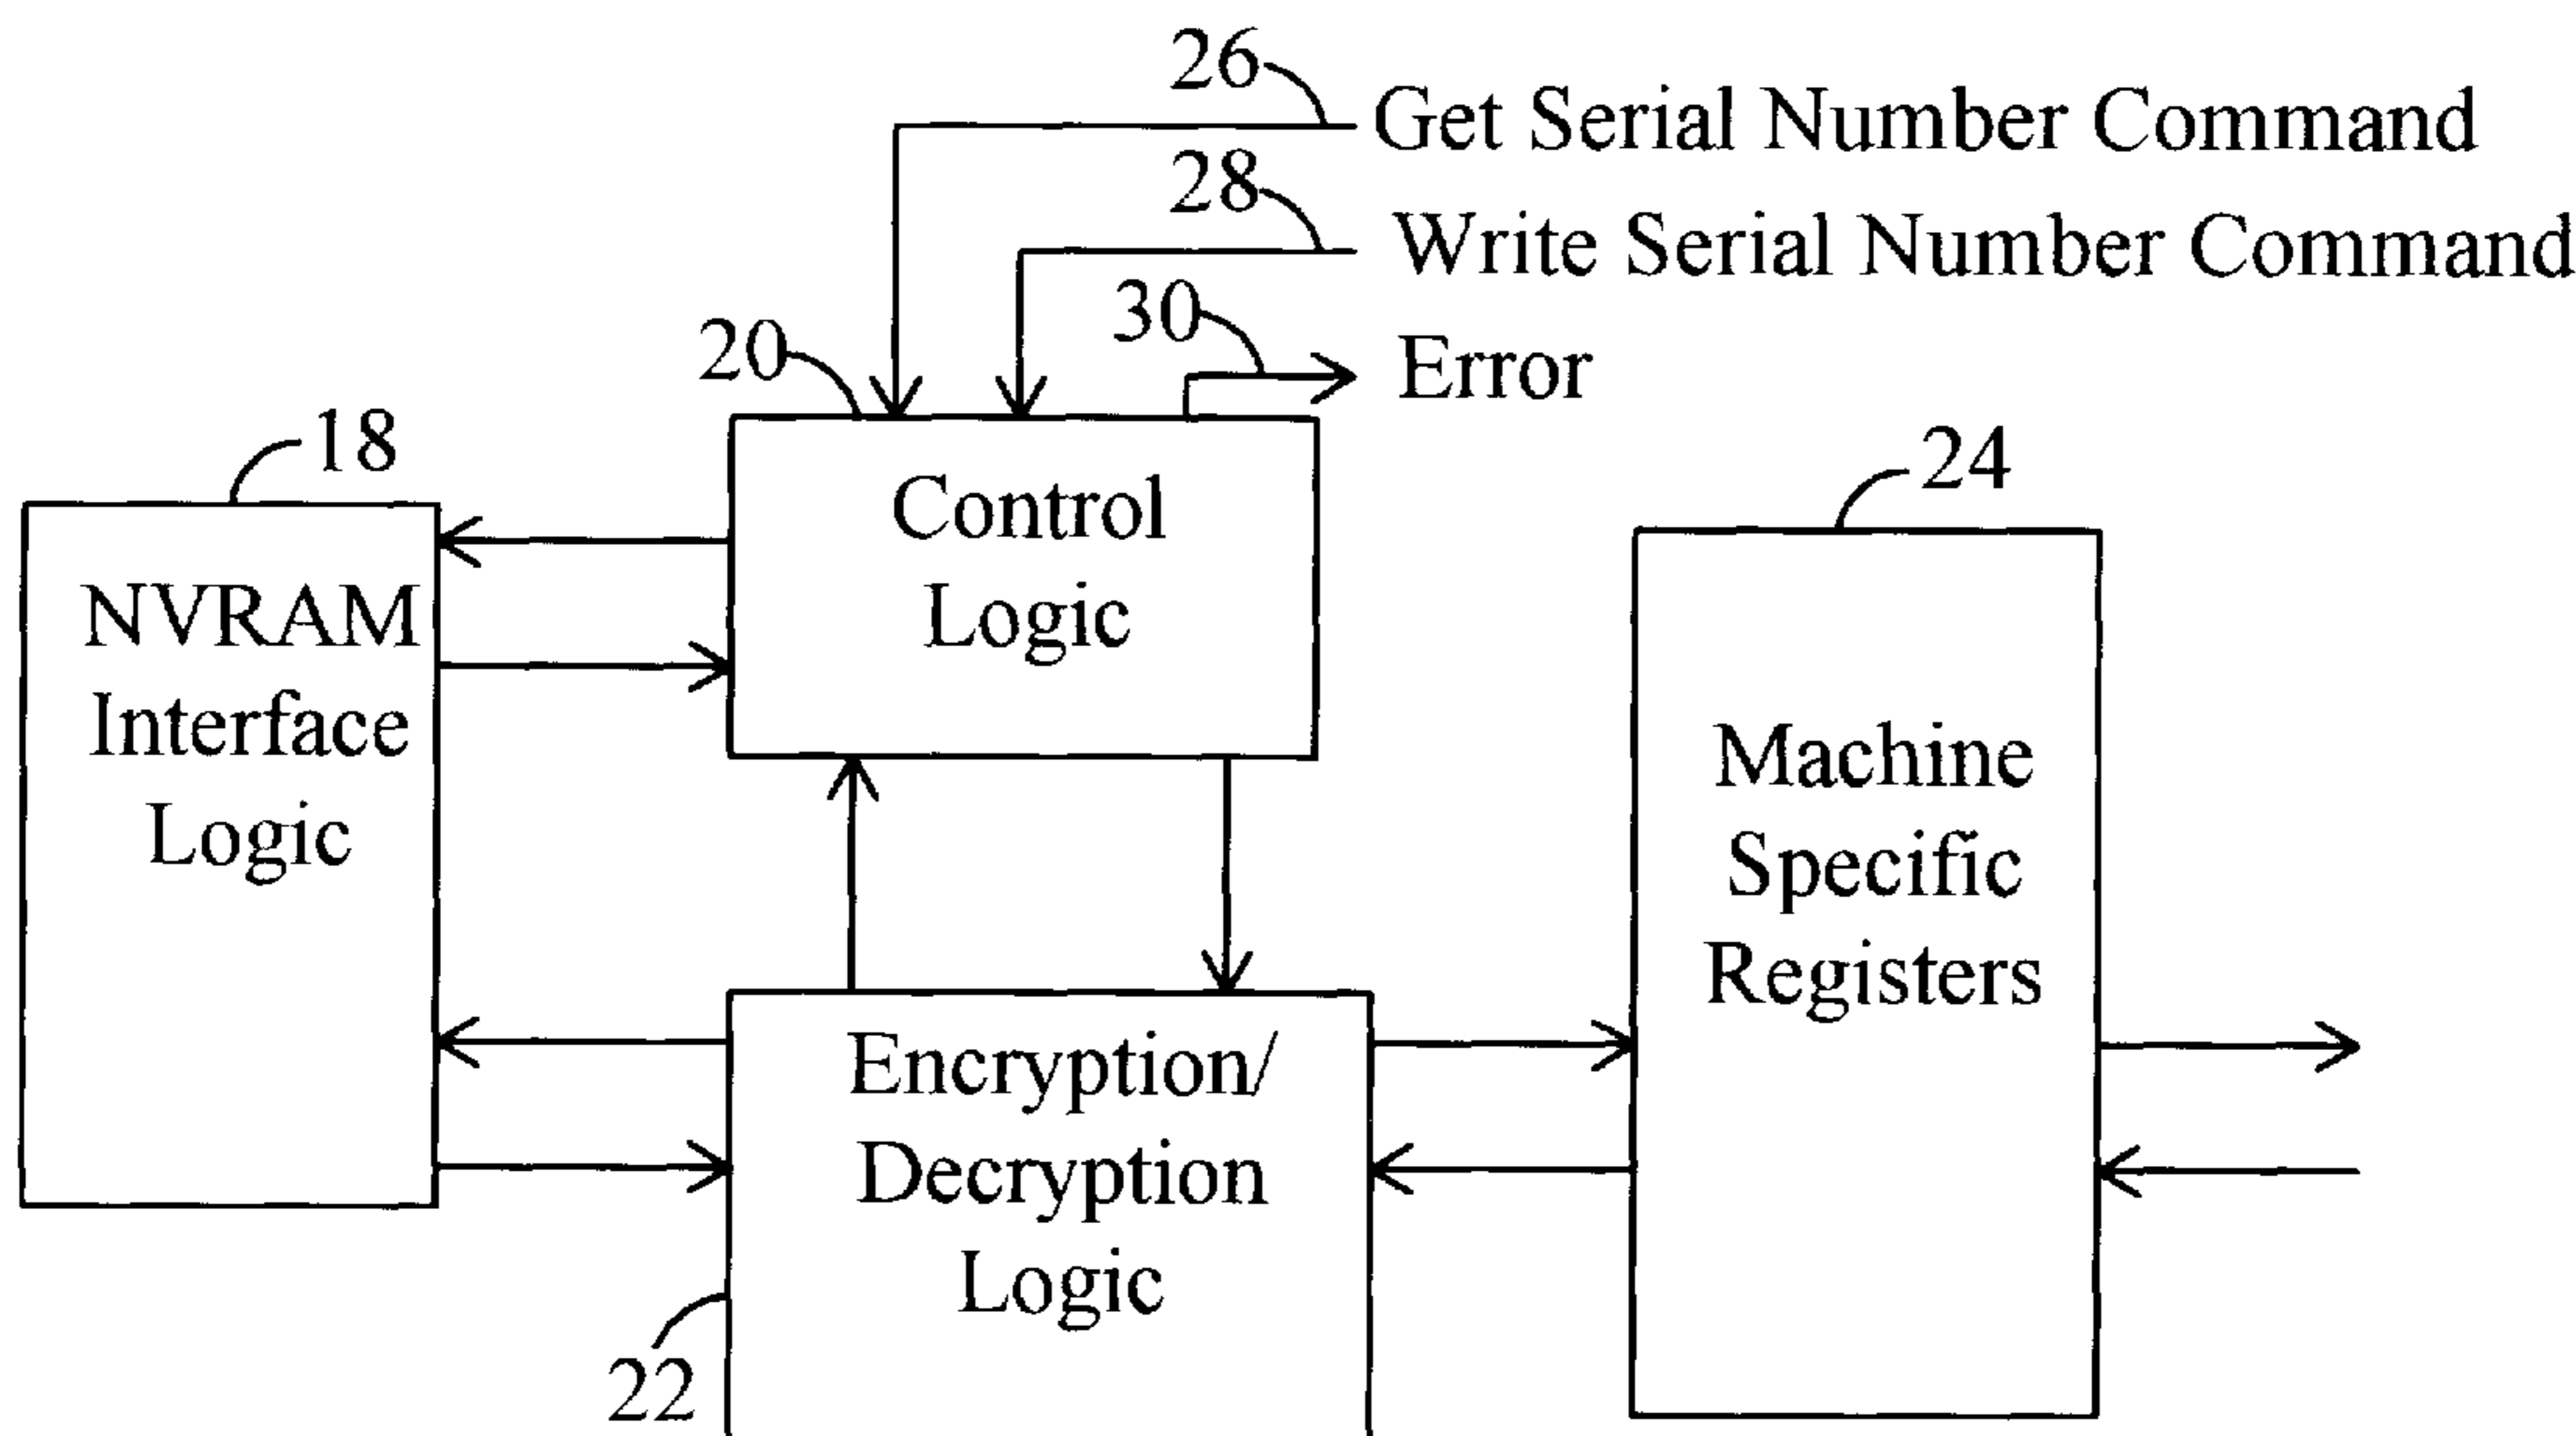 26
Get Serial Number Command
28
Write Serial Number Command
30
Error
20
18
24
Control
Logic
NVRAM
Interface
Logic
Machine
Specific
Registers
Encryption/
Decryption
Logic
22